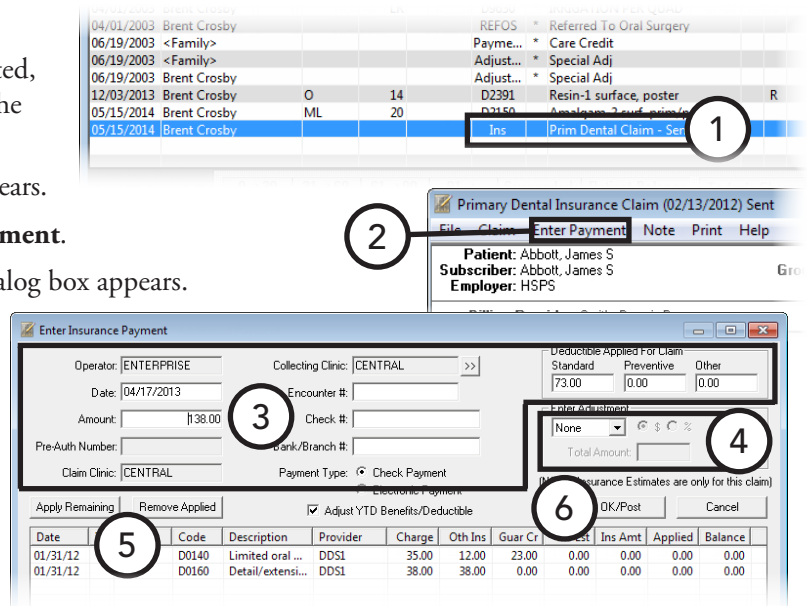 04/01/2003 Brent Crosby REFOS * Referred To Oral Surgery
06/19/2003 <Family> Payme... * Care Credit
06/19/2003 <Family> Adjust... * Special Adj
06/19/2003 Brent Crosby Adjust... * Special Adj
12/03/2013 Brent Crosby O 14 D2391 Resin-1 surface, poster R
05/15/2014 Brent Crosby ML 20 D2150 Amalgam-2 surf, prim/p
05/15/2014 Brent Crosby Ins Prim Dental Claim - Sen
1
ted,
he
ears.
ment.
alog box appears.
2
Primary Dental Insurance Claim (02/13/2012) Sent
File Claim Enter Payment Note Print Help
Patient: Abbott, James S
Subscriber: Abbott, James S Gro
Employer: HSPS
Enter Insurance Payment
Operator: ENTERPRISE Collecting Clinic: CENTRAL >>
Date: 04/17/2013 Encounter #:
Amount: 138.00 Check #:
Pre-Auth Number: Bank/Branch #:
Claim Clinic: CENTRAL Payment Type: Check Payment
Electronic Payment
Deductible Applied For Claim
Standard Preventive Other
73.00 0.00 0.00
Enter Adjustment
None $ %
Total Amount:
3
4
urance Estimates are only for this claim)
Apply Remaining Remove Applied Adjust YTD Benefits/Deductible OK/Post Cancel
5
6
Date Code Description Provider Charge Oth Ins Guar Cr Est Ins Amt Applied Balance
01/31/12 D0140 Limited oral ... DDS1 35.00 12.00 23.00 0.00 0.00 0.00 0.00
01/31/12 D0160 Detail/extensi... DDS1 38.00 38.00 0.00 0.00 0.00 0.00 0.00